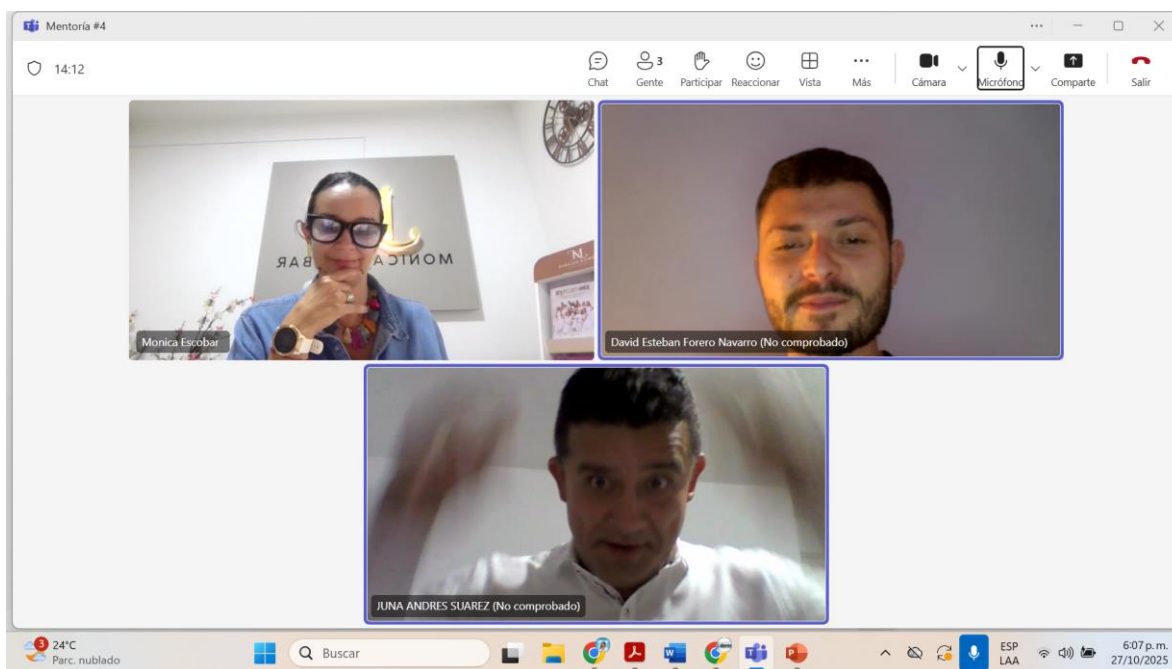 Mentoría #4
14:12
Chat
3
Gente
Participar
Reaccionar
Vista
Más
Cámara
Micrófono
Comparte
Salir
MONICA
BAR
Monica Escobar
David Esteban Forero Navarro (No comprobado)
JUNA ANDRES SUAREZ (No comprobado)
3
24°C
Parc. nublado
Buscar
ESP
LAA
6:07 p. m.
27/10/2025